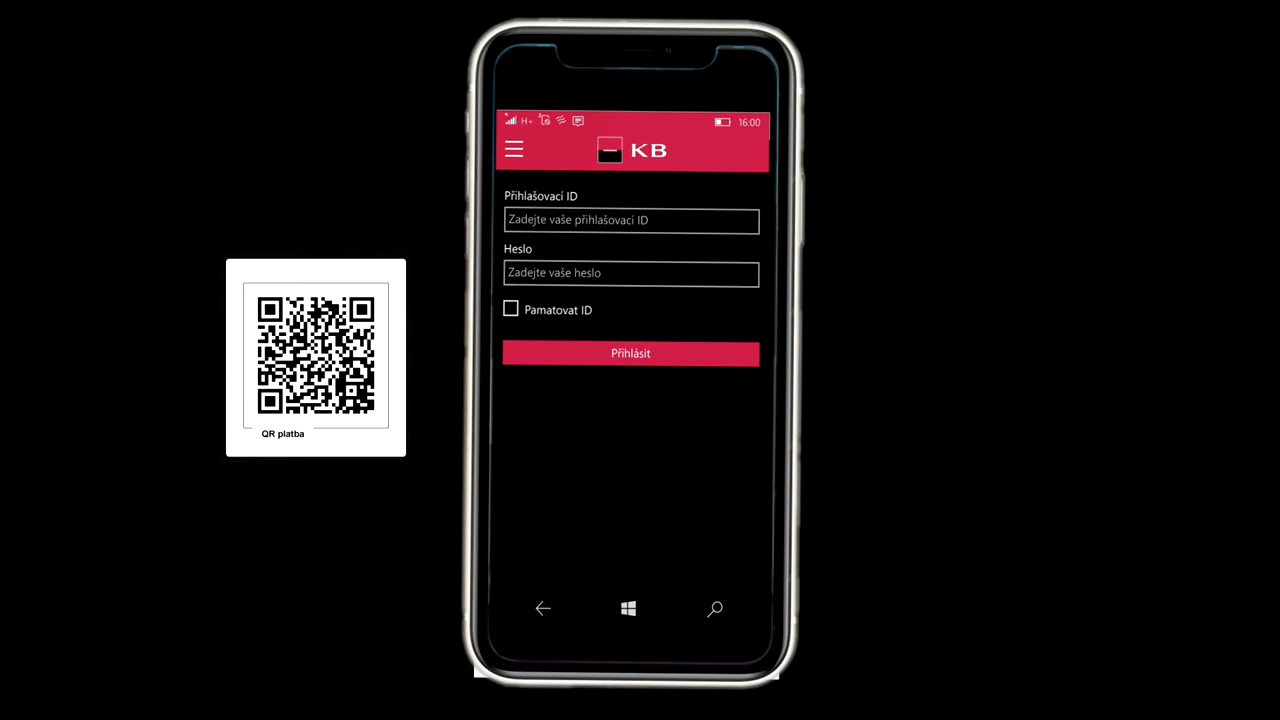 H+
16:00
KB
Přihlašovací ID
Zadejte vaše přihlašovací ID
Heslo
Zadejte vaše heslo
Pamatovat ID
Přihlásit
QR platba